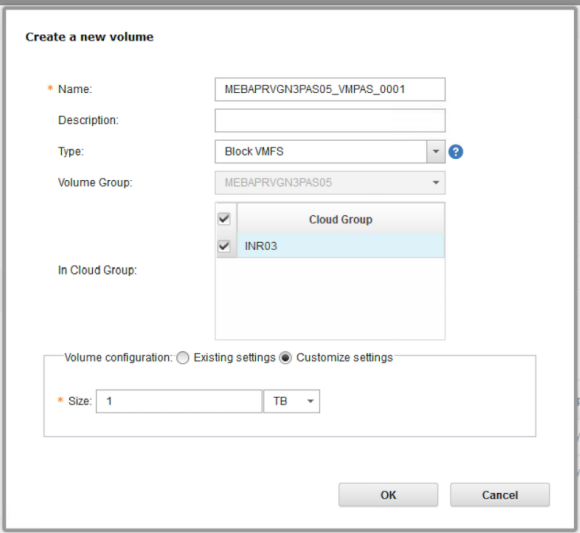 Create a new volume
* Name: MEBAPRVGN3PAS05_VMPAS_0001
Description:
Type: Block VMFS ?
Volume Group: MEBAPRVGN3PAS05
Cloud Group
INR03
In Cloud Group:
Volume configuration: Existing settings Customize settings
* Size: 1 TB
OK Cancel